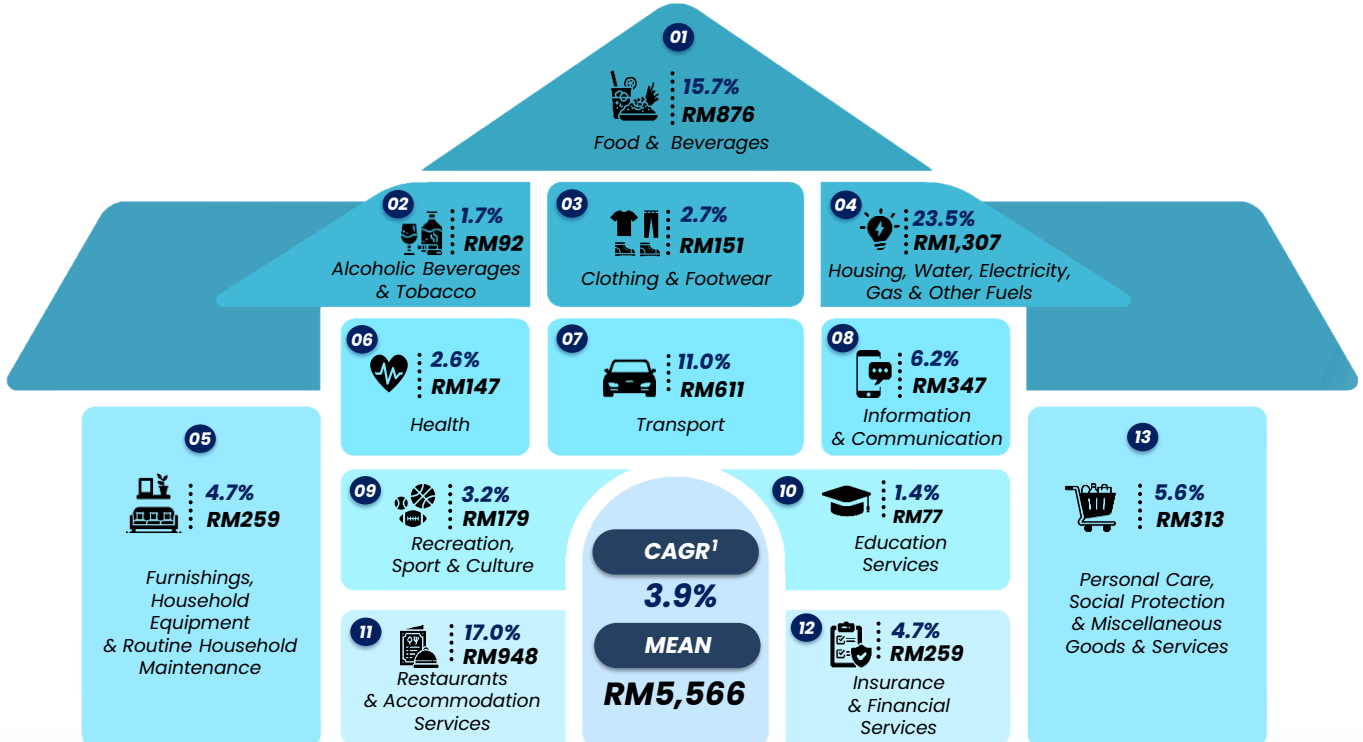 01
15.7%
RM876
Food & Beverages
02
1.7%
RM92
Alcoholic Beverages
& Tobacco
03
2.7%
RM151
Clothing & Footwear
04
23.5%
RM1,307
Housing, Water, Electricity,
Gas & Other Fuels
05
4.7%
RM259
Furnishings,
Household
Equipment
& Routine Household
Maintenance
06
2.6%
RM147
Health
07
11.0%
RM611
Transport
08
6.2%
RM347
Information
& Communication
09
3.2%
RM179
Recreation,
Sport & Culture
10
1.4%
RM77
Education
Services
11
17.0%
RM948
Restaurants
& Accommodation
Services
12
4.7%
RM259
Insurance
& Financial
Services
13
5.6%
RM313
Personal Care,
Social Protection
& Miscellaneous
Goods & Services
CAGR¹
3.9%
MEAN
RM5,566